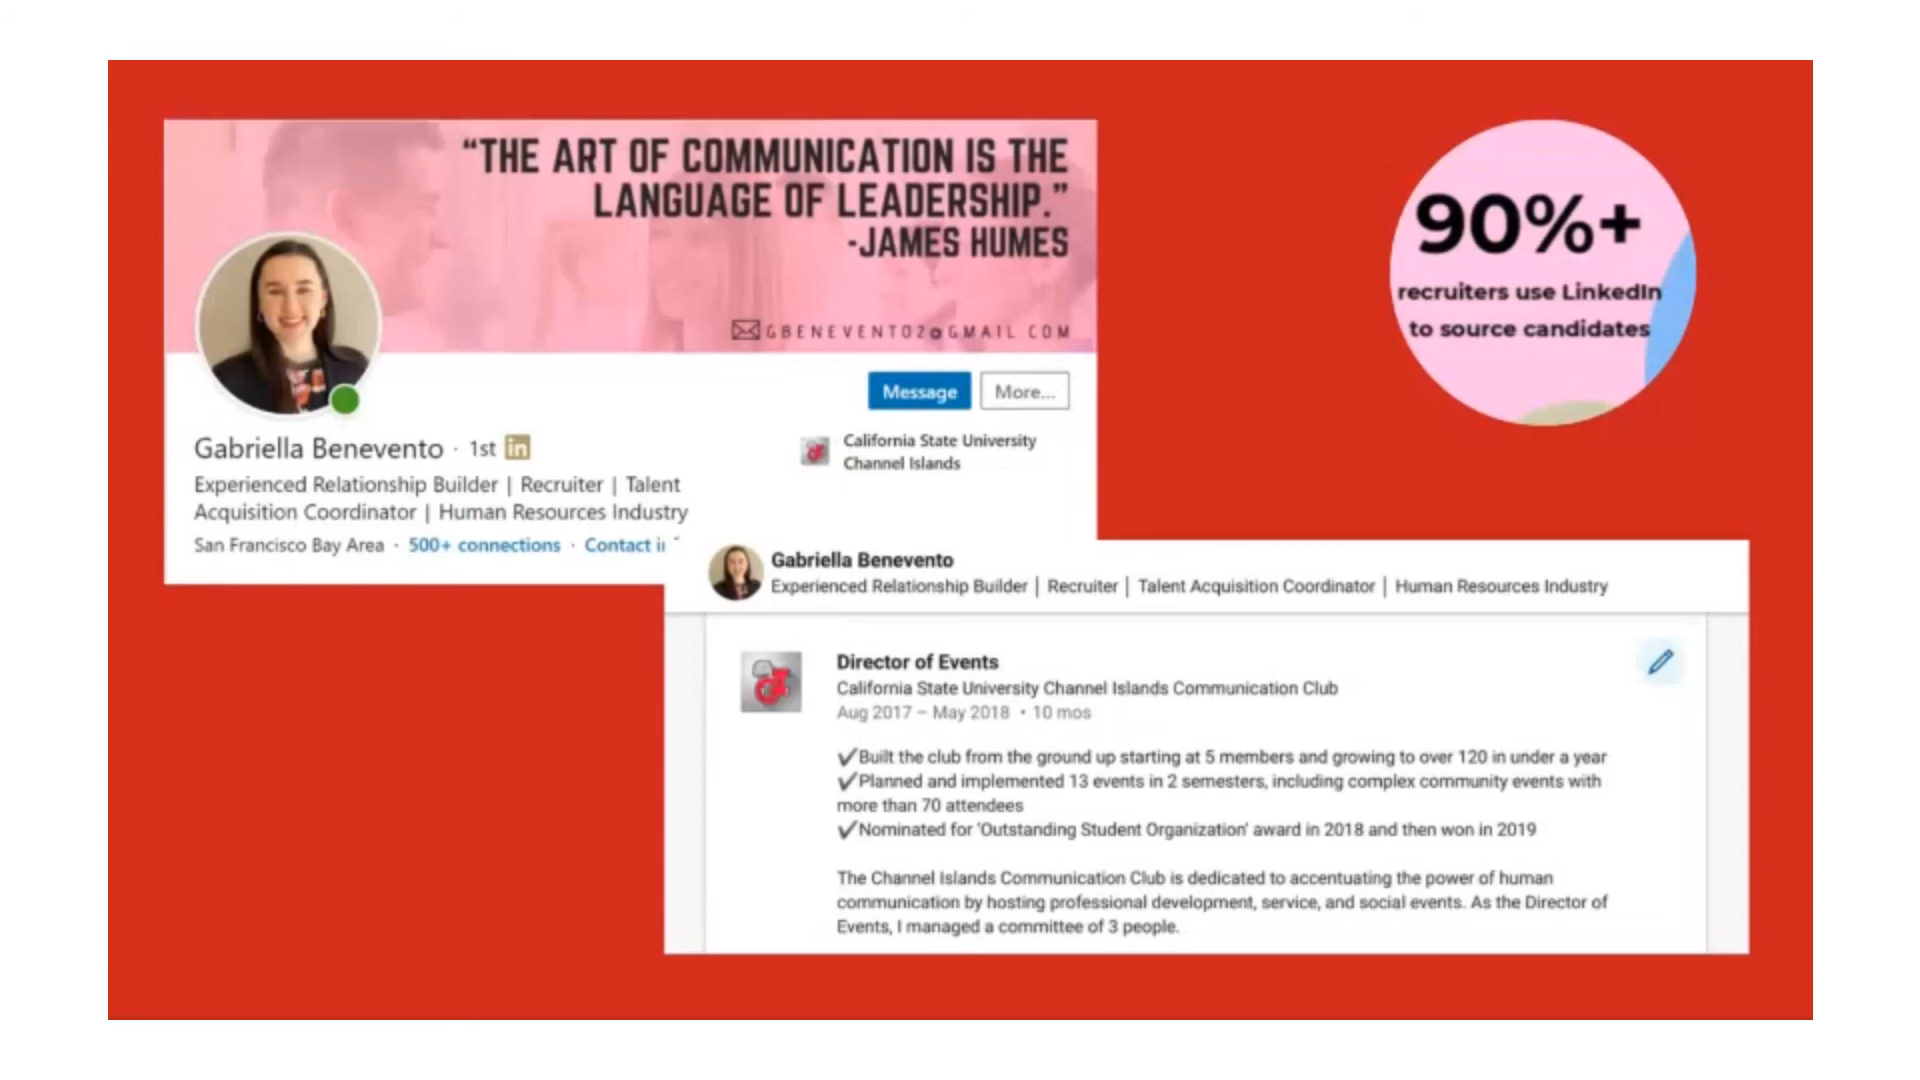 “THE ART OF COMMUNICATION IS THE
LANGUAGE OF LEADERSHIP.”
-JAMES HUMES
GBENEVENTO2@GMAIL.COM
Message
More...
Gabriella Benevento · 1st in
California State University
Channel Islands
Experienced Relationship Builder | Recruiter | Talent
Acquisition Coordinator | Human Resources Industry
San Francisco Bay Area · 500+ connections · Contact
90%+
recruiters use LinkedIn
to source candidates
Gabriella Benevento
Experienced Relationship Builder | Recruiter | Talent Acquisition Coordinator | Human Resources Industry
Director of Events
California State University Channel Islands Communication Club
Aug 2017 – May 2018 • 10 mos
✔Built the club from the ground up starting at 5 members and growing to over 120 in under a year
✔Planned and implemented 13 events in 2 semesters, including complex community events with
more than 70 attendees
✔Nominated for 'Outstanding Student Organization' award in 2018 and then won in 2019
The Channel Islands Communication Club is dedicated to accentuating the power of human
communication by hosting professional development, service, and social events. As the Director of
Events, I managed a committee of 3 people.